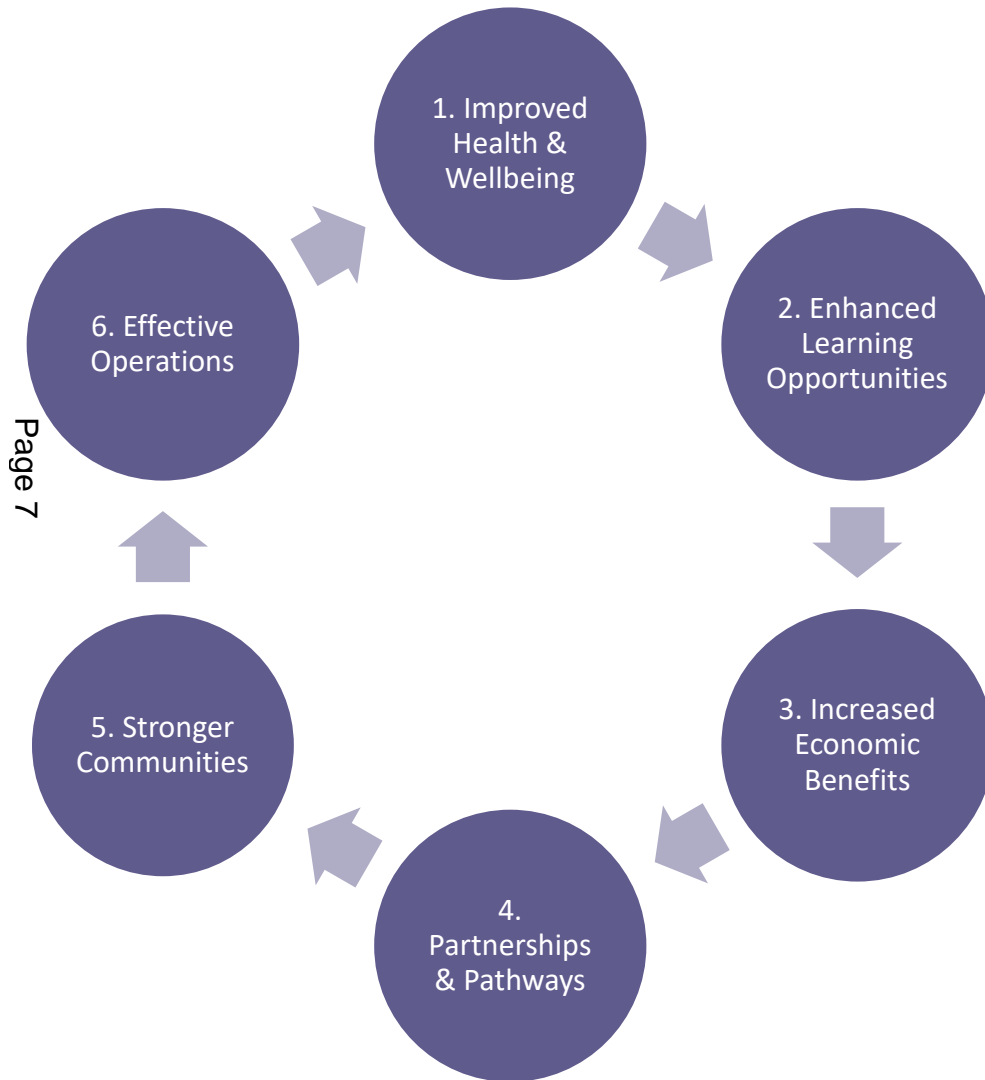 1. Improved
Health &
Wellbeing
2. Enhanced
Learning
Opportunities
3. Increased
Economic
Benefits
4.
Partnerships
& Pathways
5. Stronger
Communities
6. Effective
Operations
Page 7